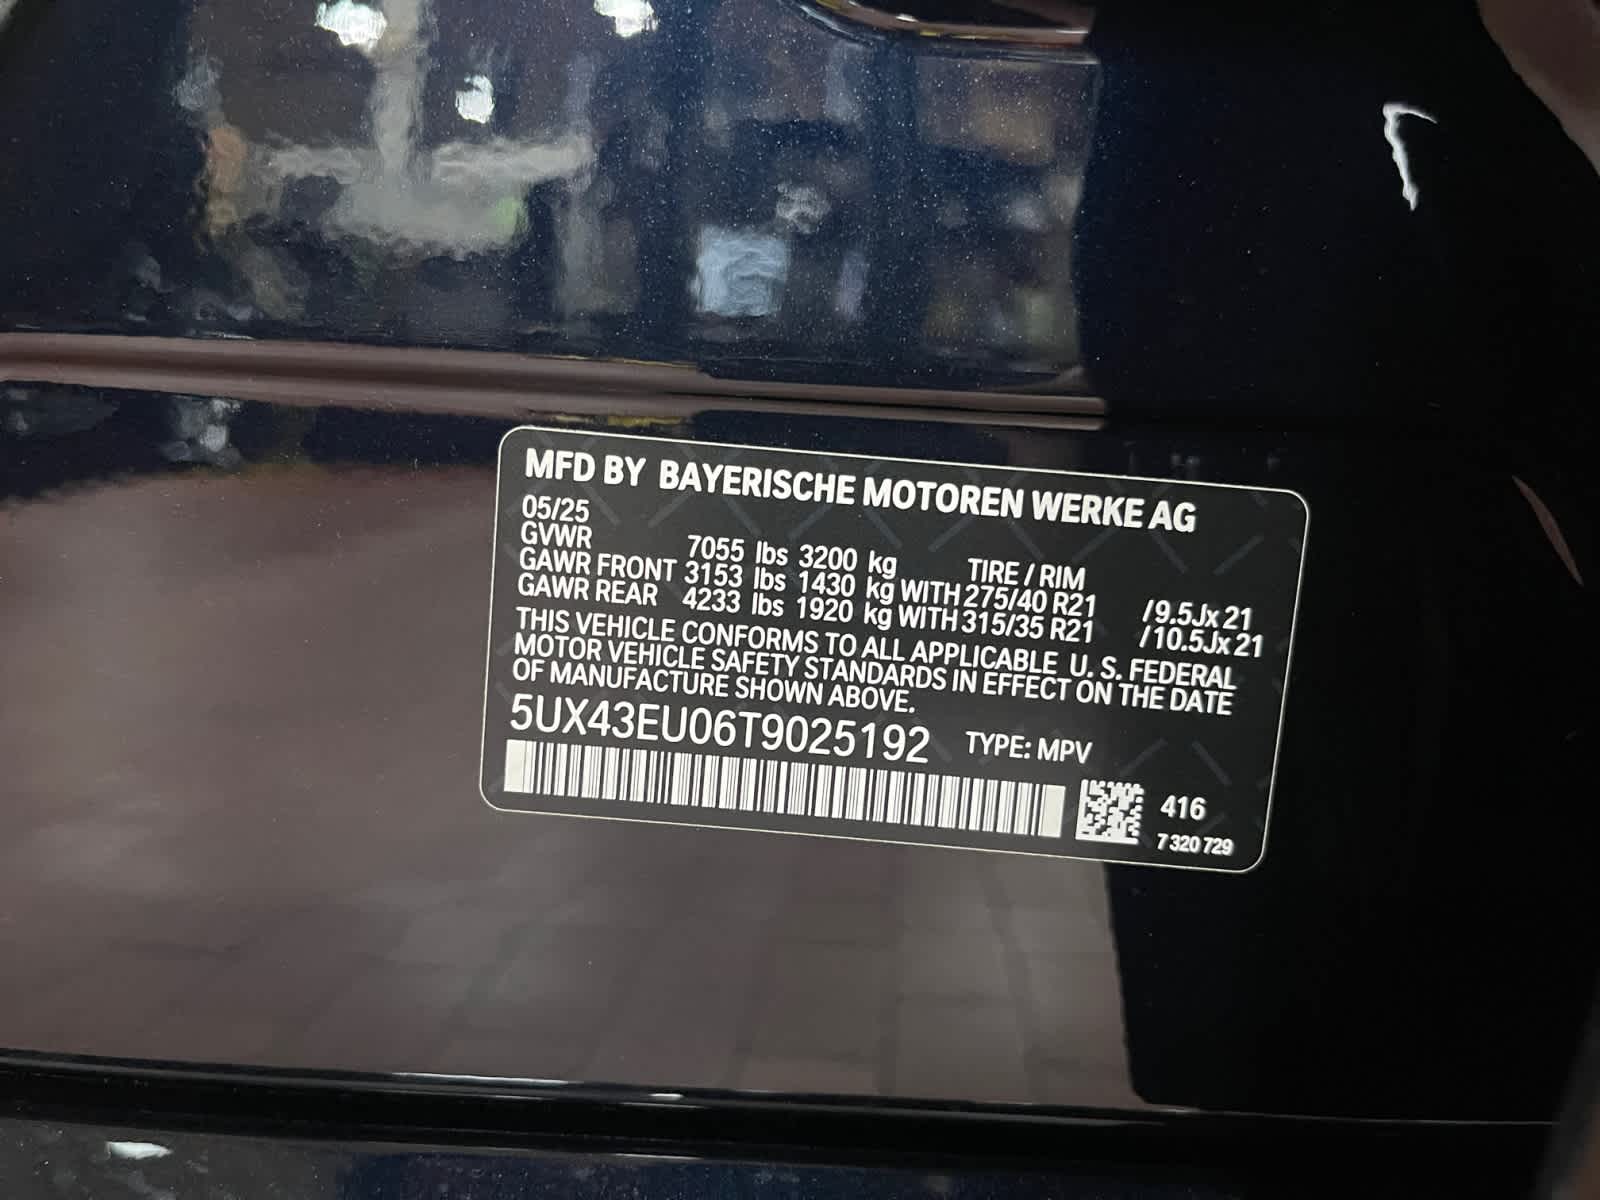 MFD BY BAYERISCHE MOTOREN WERKE AG
05/25
GVWR 7055 lbs 3200 kg TIRE / RIM
GAWR FRONT 3153 lbs 1430 kg WITH 275/40 R21 /9.5Jx 21
GAWR REAR 4233 lbs 1920 kg WITH 315/35 R21 /10.5Jx 21
THIS VEHICLE CONFORMS TO ALL APPLICABLE U. S. FEDERAL
MOTOR VEHICLE SAFETY STANDARDS IN EFFECT ON THE DATE
OF MANUFACTURE SHOWN ABOVE.
5UX43EU06T9025192 TYPE: MPV
416
7 320 729